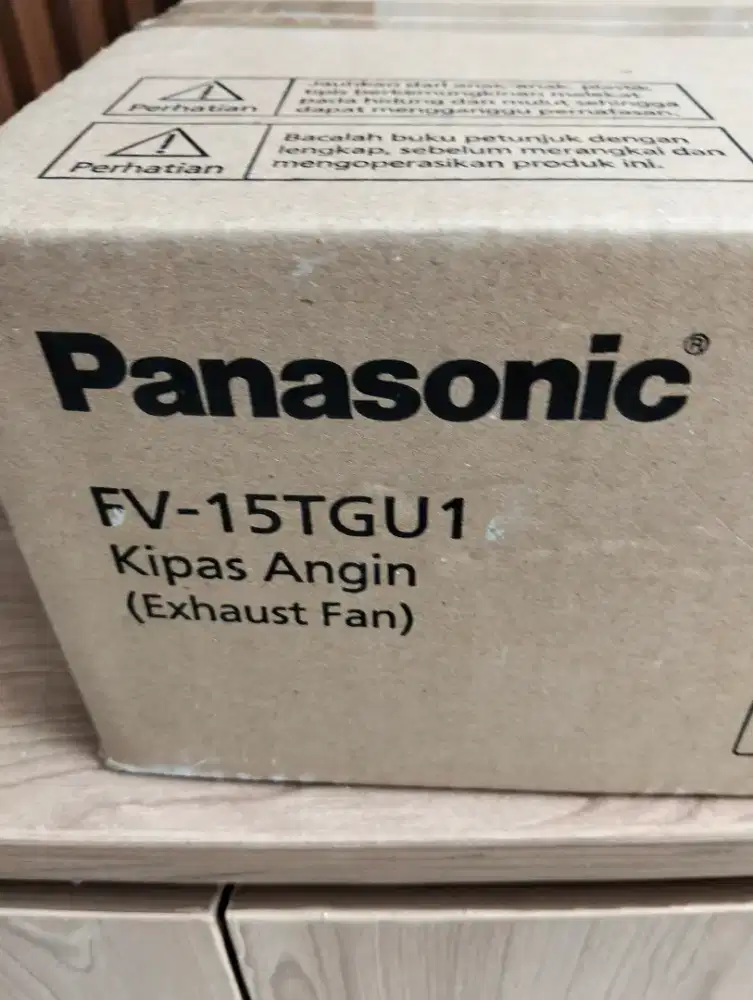 Perhatian
Jauhkan dari anak-anak, plastik
tipis berkemungkinan melekat
pada hidung dan mulut sehingga
dapat mengganggu pernafasan.
Perhatian
Bacalah buku petunjuk dengan
lengkap, sebelum merangkai dan
mengoperasikan produk ini.
Panasonic®
FV-15TGU1
Kipas Angin
(Exhaust Fan)